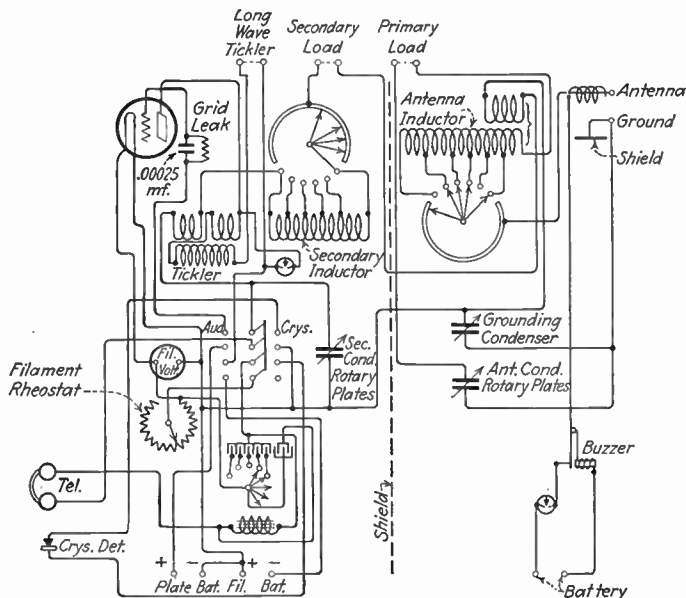 Long
Wave
Tickler
Secondary
Load
Primary
Load
Antenna
Antenna
Inductor
Ground
Shield
Grid
Leak
.00025
mf.
Tickler
Secondary
Inductor
Aud.
Crys.
Grounding
Condenser
Sec.
Cond.
Rotary
Plates
Ant. Cond.
Rotary Plates
Fil.
Volt.
Filament
Rheostat
Buzzer
Tel.
Shield
Crys. Det.
+ - + -
Plate Bat. Fil. Bat.
Battery